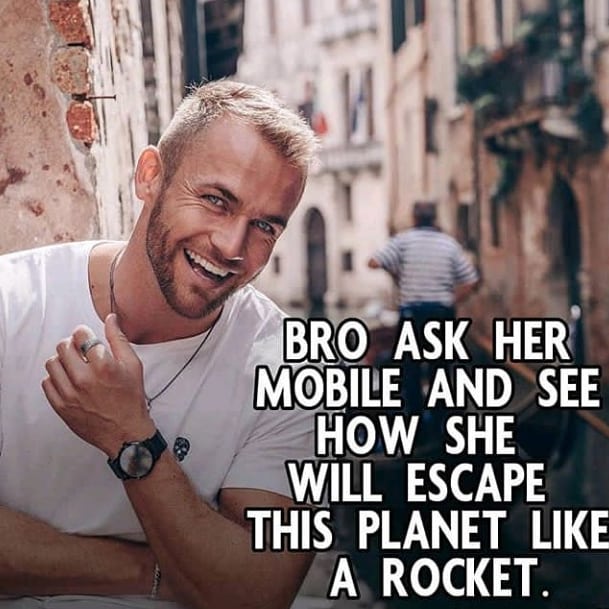 BRO ASK HER
MOBILE AND SEE
HOW SHE
WILL ESCAPE
THIS PLANET LIKE
A ROCKET.